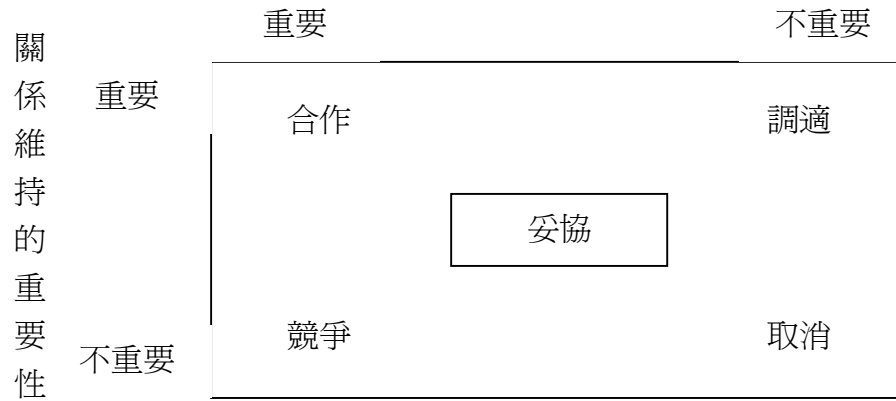 重要 不重要
關係維持的重要性
重要
合作 調適
妥協
競爭 取消
不重要